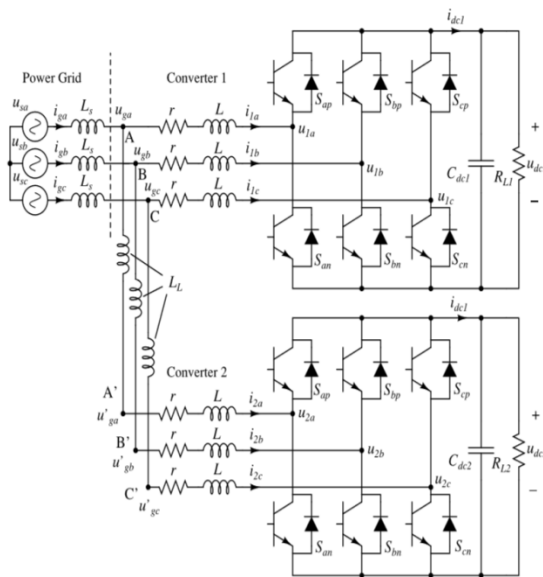 Power Grid
Converter 1
u_sa
u_sb
u_sc
i_ga
i_gb
i_gc
L_s
L_s
L_s
u_ga
A
u_gb
B
u_gc
C
r
L
i_1a
r
L
i_1b
r
L
i_1c
u_1a
u_1b
u_1c
S_ap
S_bp
S_cp
S_an
S_bn
S_cn
i_dc1
C_dc1
R_L1
+
u_dc
−
L_L
Converter 2
A'
u'_ga
B'
u'_gb
C'
u'_gc
r
L
i_2a
r
L
i_2b
r
L
i_2c
u_2a
u_2b
u_2c
S_ap
S_bp
S_cp
S_an
S_bn
S_cn
i_dc1
C_dc2
R_L2
+
u_dc
−